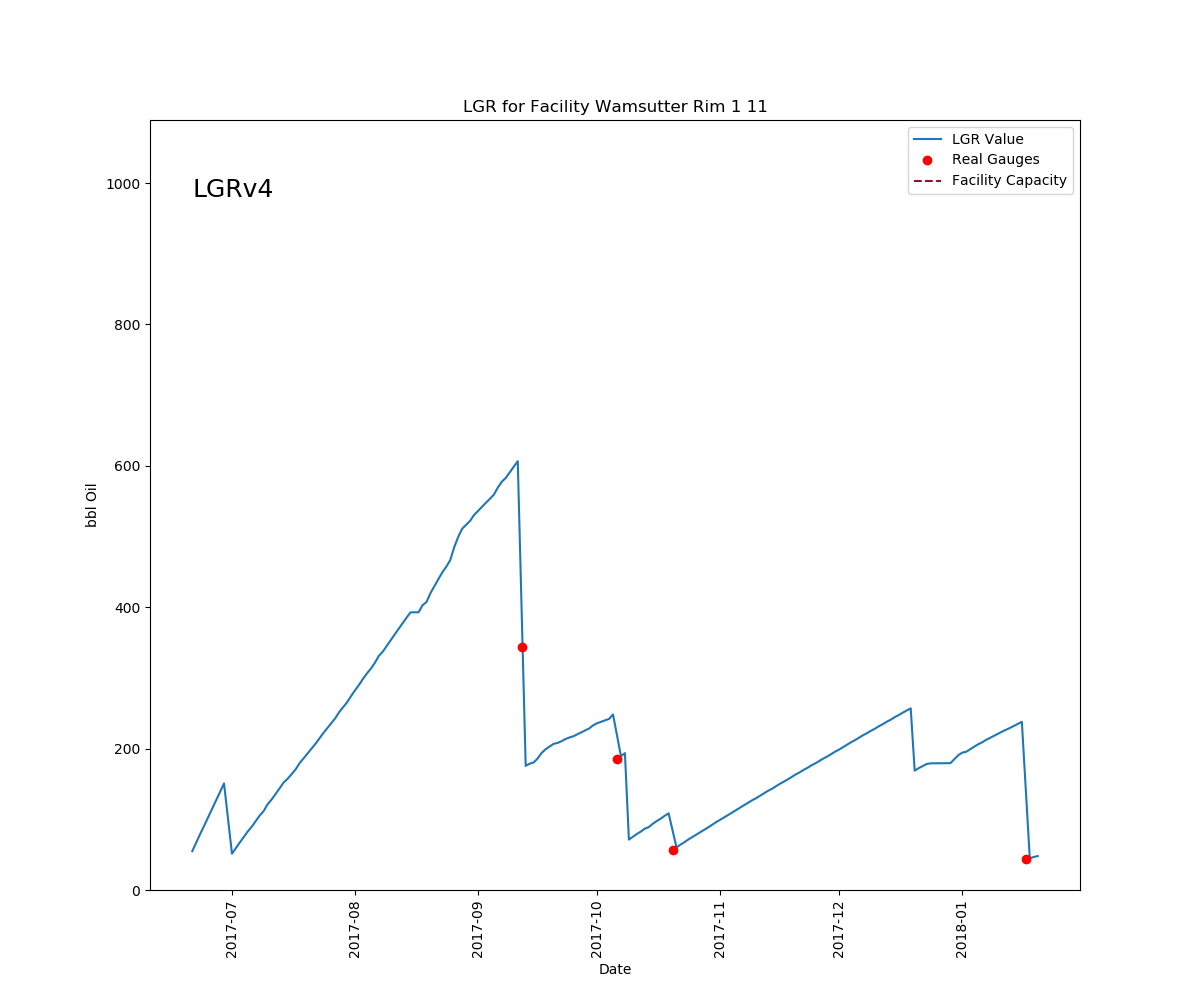 LGR for Facility Wamsutter Rim 1 11
LGRv4
LGR Value
Real Gauges
Facility Capacity
bbl Oil
1000
800
600
400
200
0
2017-07
2017-08
2017-09
2017-10
2017-11
2017-12
2018-01
Date